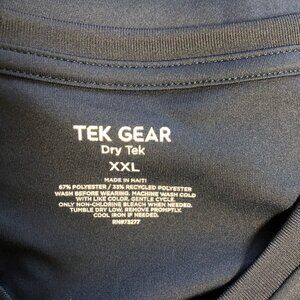 TEK GEAR
Dry Tek
XXL
MADE IN HAITI
67% POLYESTER / 33% RECYCLED POLYESTER
WASH BEFORE WEARING. MACHINE WASH COLD
WITH LIKE COLOR, GENTLE CYCLE.
ONLY NON-CHLORINE BLEACH WHEN NEEDED.
TUMBLE DRY LOW, REMOVE PROMPTLY.
COOL IRON IF NEEDED.
RN#73277